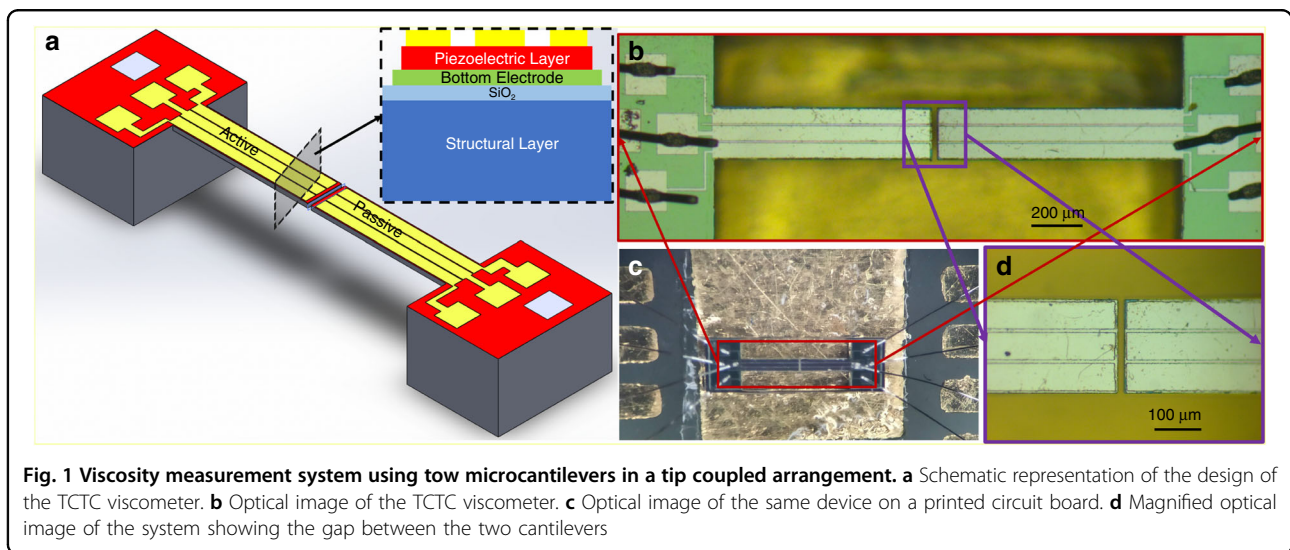 a
Piezoelectric Layer
Bottom Electrode
SiO2
Structural Layer
Active
Passive
b
200 μm
c
d
100 μm
Fig. 1 Viscosity measurement system using tow microcantilevers in a tip coupled arrangement. a Schematic representation of the design of
the TCTC viscometer. b Optical image of the TCTC viscometer. c Optical image of the same device on a printed circuit board. d Magnified optical
image of the system showing the gap between the two cantilevers